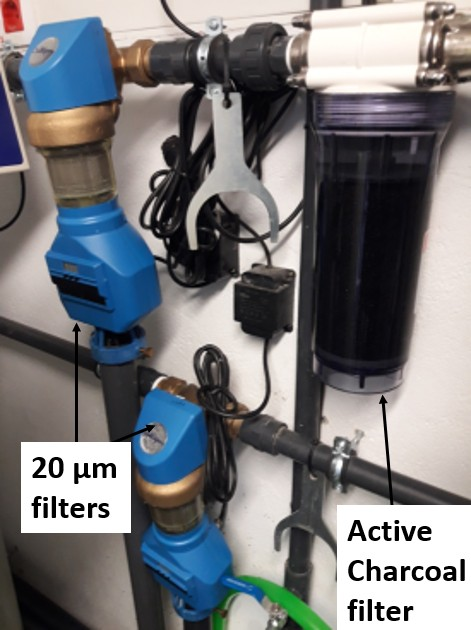 20 µm
filters
Active
Charcoal
filter